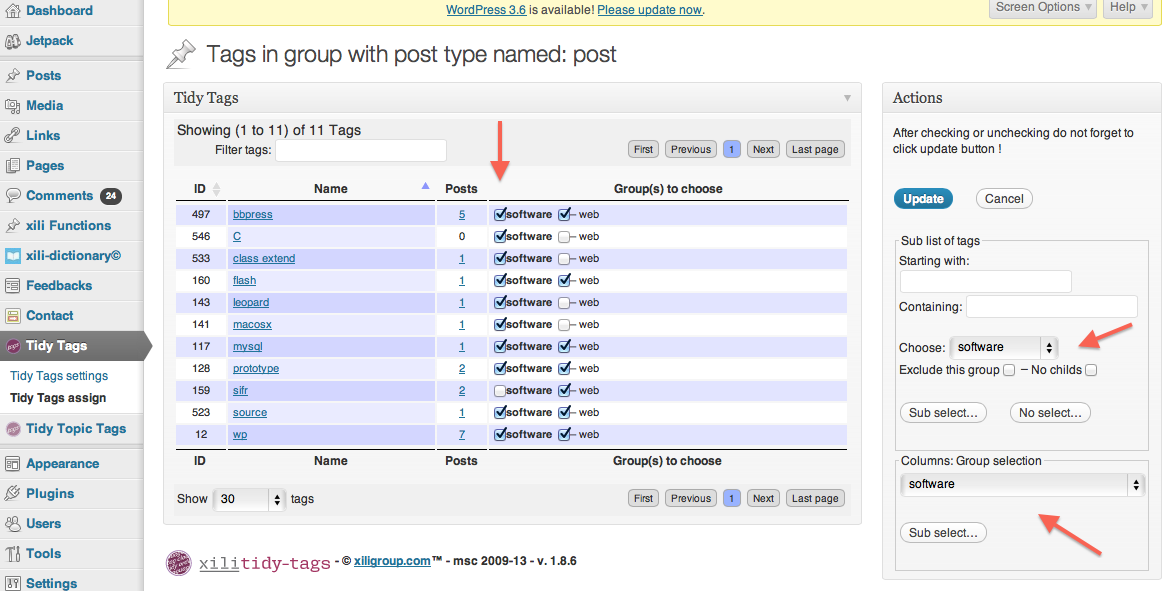 WordPress 3.6 is available! Please update now.
Screen Options
Help
Dashboard
Jetpack
Posts
Media
Links
Pages
Comments 24
xili Functions
xili-dictionary©
Feedbacks
Contact
Tidy Tags
Tidy Tags settings
Tidy Tags assign
Tidy Topic Tags
Appearance
Plugins
Users
Tools
Settings
Tags in group with post type named: post
Tidy Tags
Showing (1 to 11) of 11 Tags
Filter tags:
First Previous 1 Next Last page
ID Name Posts Group(s) to choose
497 bbpress 5 software – web
546 C 0 software – web
533 class extend 1 software – web
160 flash 1 software – web
143 leopard 1 software – web
141 macosx 1 software – web
117 mysql 1 software – web
128 prototype 2 software – web
159 sifr 2 software – web
523 source 1 software – web
12 wp 7 software – web
ID Name Posts Group(s) to choose
Show 30 tags
First Previous 1 Next Last page
xilitidy-tags - © xiligroup.com™ - msc 2009-13 - v. 1.8.6
Actions
After checking or unchecking do not forget to
click update button !
Update Cancel
Sub list of tags
Starting with:
Containing:
Choose: software
Exclude this group – No childs
Sub select... No select...
Columns: Group selection
software
Sub select...